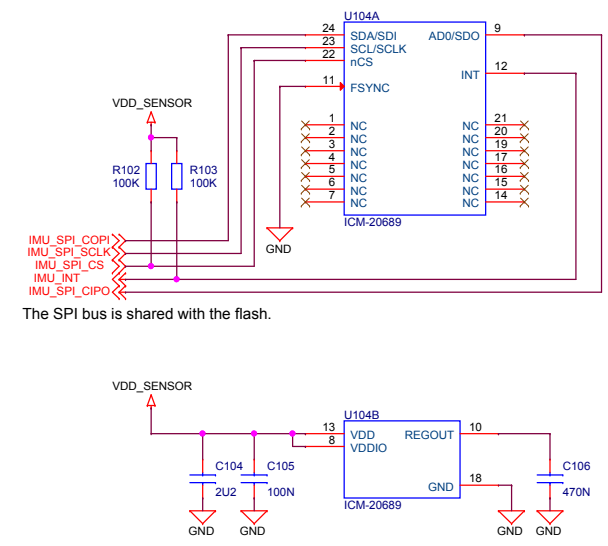 U104A
24 SDA/SDI AD0/SDO 9
23 SCL/SCLK
22 nCS
INT 12
11 FSYNC
VDD_SENSOR
1 NC NC 21
2 NC NC 20
3 NC NC 19
4 NC NC 17
5 NC NC 16
6 NC NC 15
7 NC NC 14
R102 R103
100K 100K
ICM-20689
GND
IMU_SPI_COPI
IMU_SPI_SCLK
IMU_SPI_CS
IMU_INT
IMU_SPI_CIPO
The SPI bus is shared with the flash.
VDD_SENSOR
U104B
13 VDD REGOUT 10
8 VDDIO
C104 C105 C106
GND 18
2U2 100N 470N
ICM-20689
GND GND GND GND